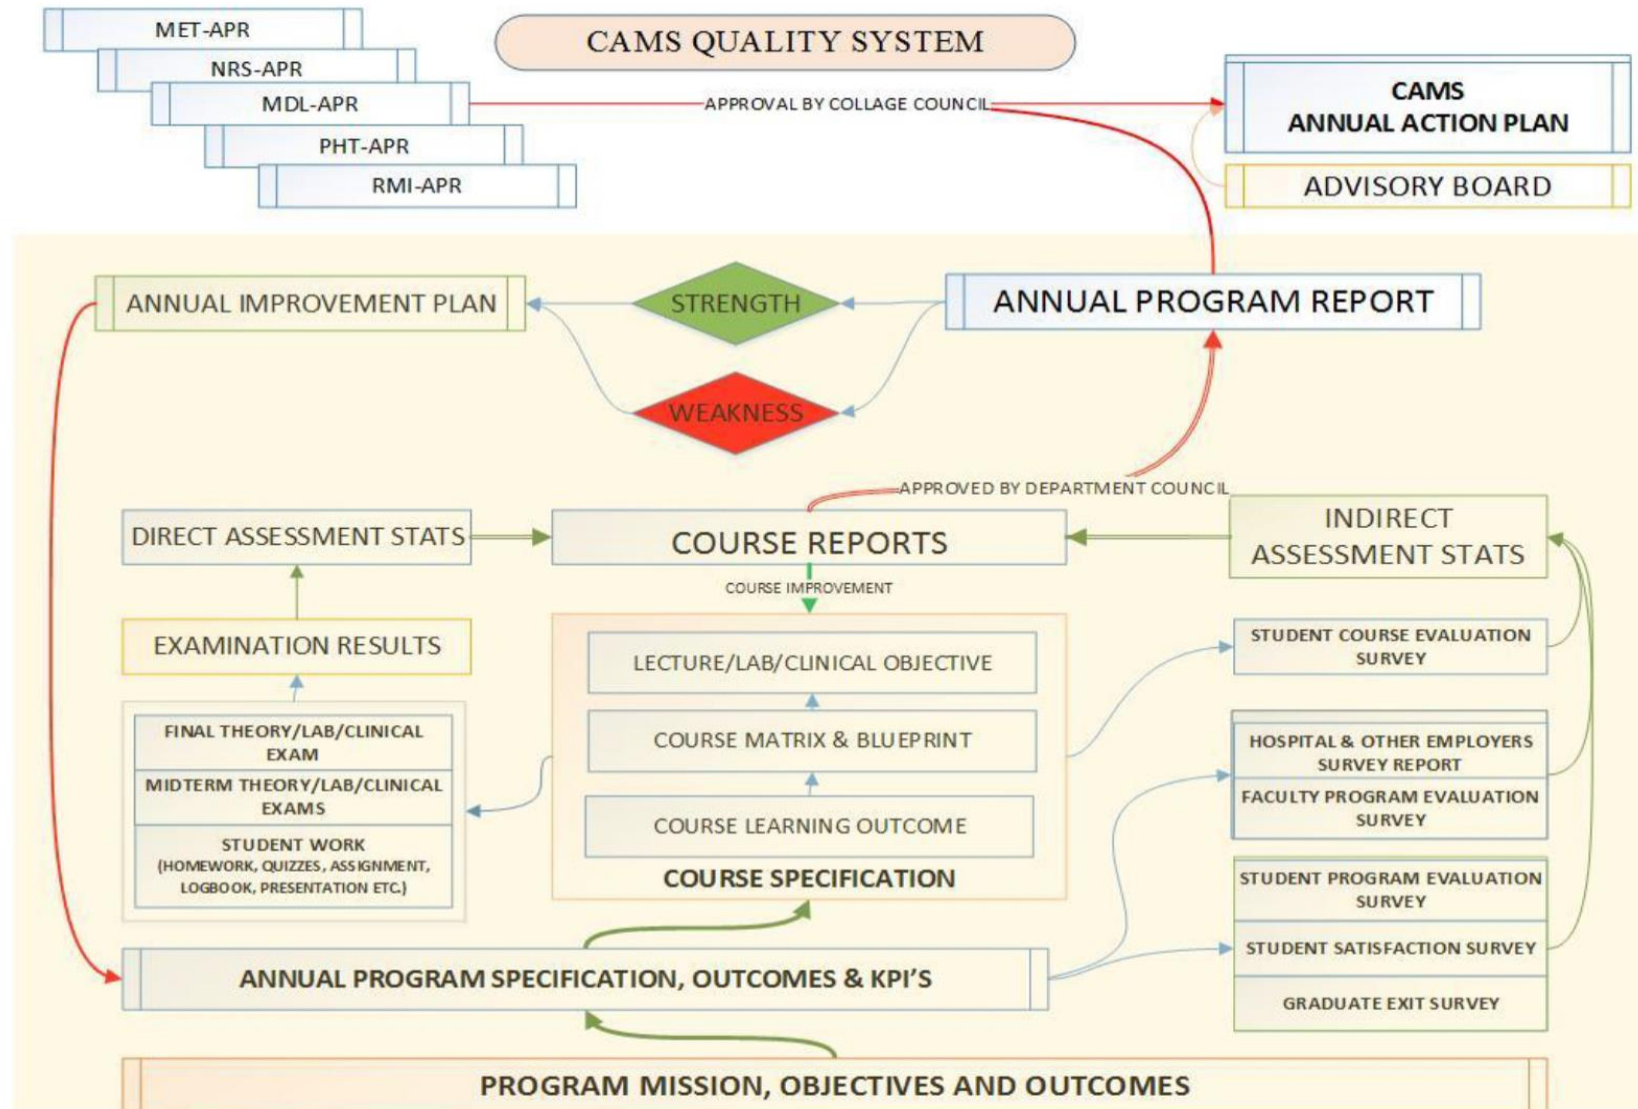 MET-APR
NRS-APR
MDL-APR
PHT-APR
RMI-APR
CAMS QUALITY SYSTEM
APPROVAL BY COLLAGE COUNCIL
CAMS
ANNUAL ACTION PLAN
ADVISORY BOARD
ANNUAL IMPROVEMENT PLAN
STRENGTH
ANNUAL PROGRAM REPORT
WEAKNESS
APPROVED BY DEPARTMENT COUNCIL
DIRECT ASSESSMENT STATS
COURSE REPORTS
INDIRECT
ASSESSMENT STATS
COURSE IMPROVEMENT
EXAMINATION RESULTS
FINAL THEORY/LAB/CLINICAL
EXAM
MIDTERM THEORY/LAB/CLINICAL
EXAMS
STUDENT WORK
(HOMEWORK, QUIZZES, ASSIGNMENT,
LOGBOOK, PRESENTATION ETC.)
LECTURE/LAB/CLINICAL OBJECTIVE
COURSE MATRIX & BLUEPRINT
COURSE LEARNING OUTCOME
COURSE SPECIFICATION
STUDENT COURSE EVALUATION
SURVEY
HOSPITAL & OTHER EMPLOYERS
SURVEY REPORT
FACULTY PROGRAM EVALUATION
SURVEY
STUDENT PROGRAM EVALUATION
SURVEY
STUDENT SATISFACTION SURVEY
GRADUATE EXIT SURVEY
ANNUAL PROGRAM SPECIFICATION, OUTCOMES & KPI'S
PROGRAM MISSION, OBJECTIVES AND OUTCOMES